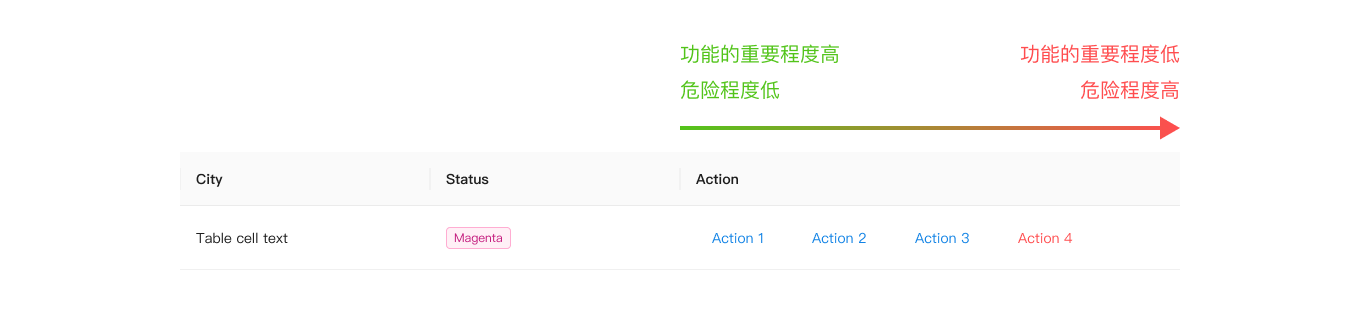 功能的重要程度高
功能的重要程度低
危险程度低
危险程度高
City
Status
Action
Table cell text
Magenta
Action 1
Action 2
Action 3
Action 4